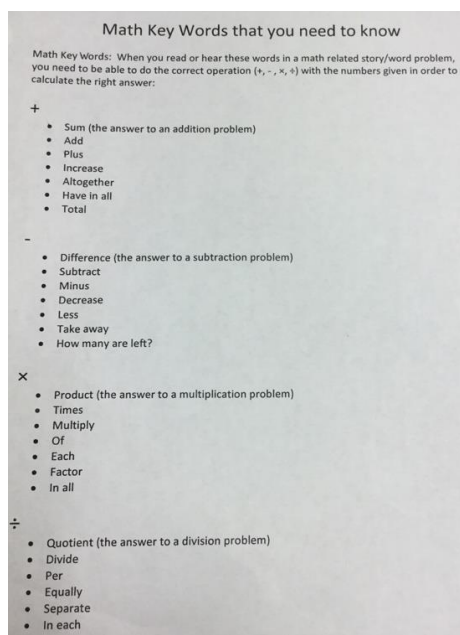 Math Key Words that you need to know
Math Key Words: When you read or hear these words in a math related story/word problem,
you need to be able to do the correct operation (+, - , ×, ÷) with the numbers given in order to
calculate the right answer:
+
• Sum (the answer to an addition problem)
• Add
• Plus
• Increase
• Altogether
• Have in all
• Total
-
• Difference (the answer to a subtraction problem)
• Subtract
• Minus
• Decrease
• Less
• Take away
• How many are left?
×
• Product (the answer to a multiplication problem)
• Times
• Multiply
• Of
• Each
• Factor
• In all
÷
• Quotient (the answer to a division problem)
• Divide
• Per
• Equally
• Separate
• In each